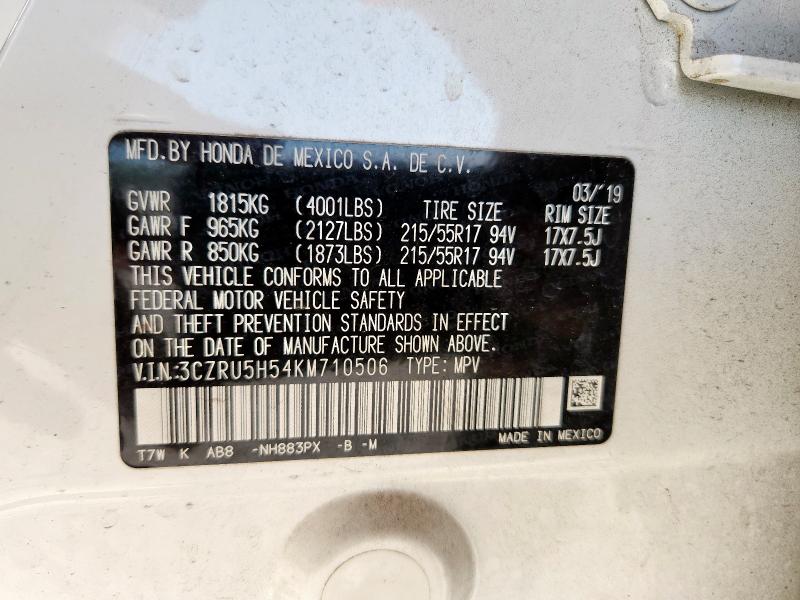 MFD.BY HONDA DE MEXICO S.A. DE C.V.
03/'19
GVWR 1815KG (4001LBS) TIRE SIZE RIM SIZE
GAWR F 965KG (2127LBS) 215/55R17 94V 17X7.5J
GAWR R 850KG (1873LBS) 215/55R17 94V 17X7.5J
THIS VEHICLE CONFORMS TO ALL APPLICABLE
FEDERAL MOTOR VEHICLE SAFETY
AND THEFT PREVENTION STANDARDS IN EFFECT
ON THE DATE OF MANUFACTURE SHOWN ABOVE.
V.I.N:3CZRU5H54KM710506 TYPE: MPV
T7W K AB8 -NH883PX -B -M
MADE IN MEXICO